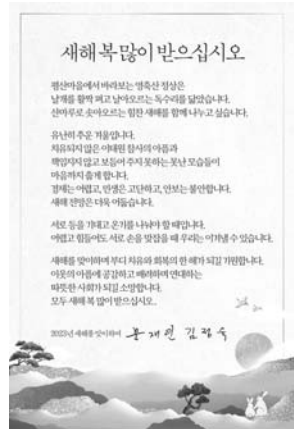 새해 복 많이 받으십시오
평산마을에서 바라보는 영축산 정상은
날개를 활짝 펴고 날아오르는 독수리를 닮았습니다.
산마루로 솟아오르는 힘찬 새해를 함께 나누고 싶습니다.
유난히 추운 겨울입니다.
치유되지 않은 이태원 참사의 아픔과
책임지지 않고 보듬어 주지 못하는 못난 모습들이
마음까지 춥게 합니다.
경제는 어렵고, 민생은 고단하고, 안보는 불안합니다.
새해 전망은 더욱 어둡습니다.
서로 등을 기대고 온기를 나눠야 할 때입니다.
어렵고 힘들어도 서로 손을 맞잡을 때 우리는 이겨낼 수 있습니다.
새해를 맞이하며 부디 치유와 회복의 한 해가 되길 기원합니다.
이웃의 아픔에 공감하고 배려하며 연대하는
따뜻한 사회가 되길 소망합니다.
모두 새해 복 많이 받으십시오.
2023년 새해를 맞이하며 문재인 김정숙